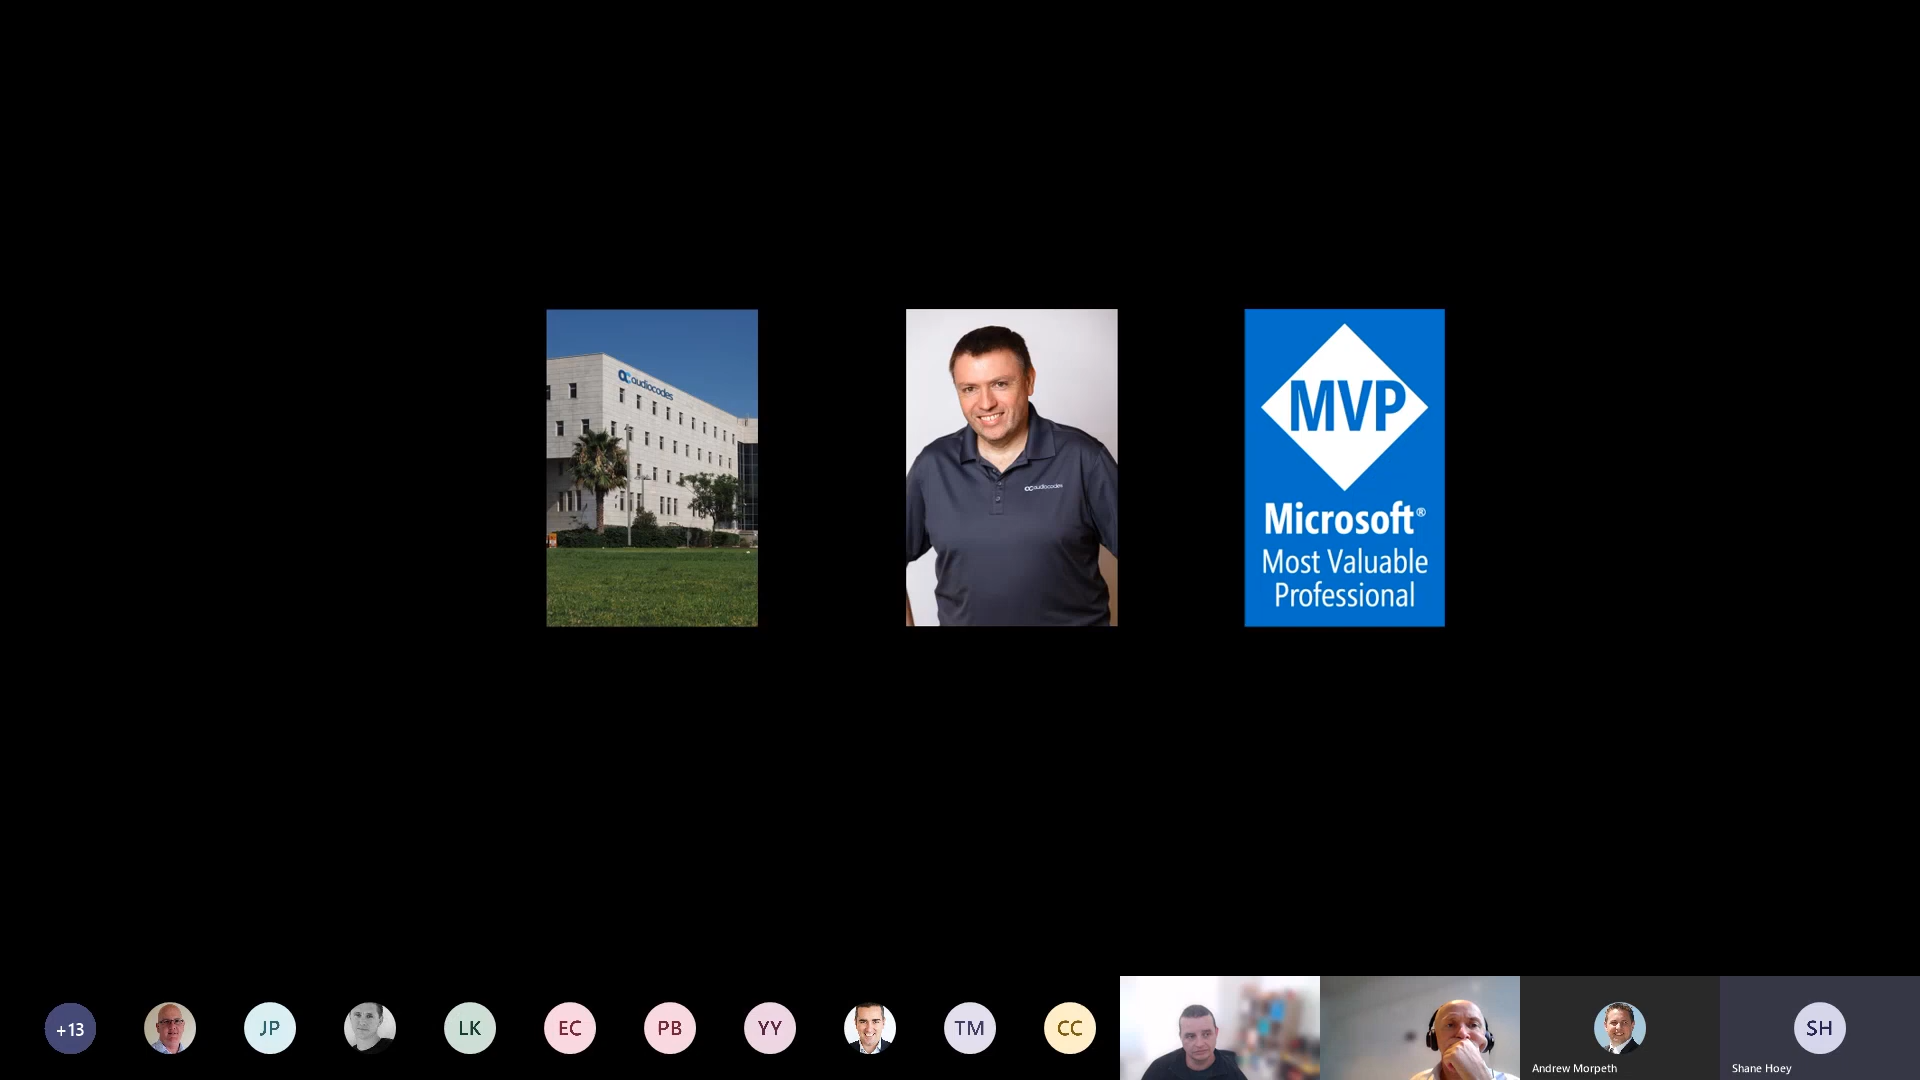 audiocodes
audiocodes
MVP
Microsoft®
Most Valuable
Professional
+13
JP
LK
EC
PB
YY
TM
CC
SH
Andrew Morpeth
Shane Hoey